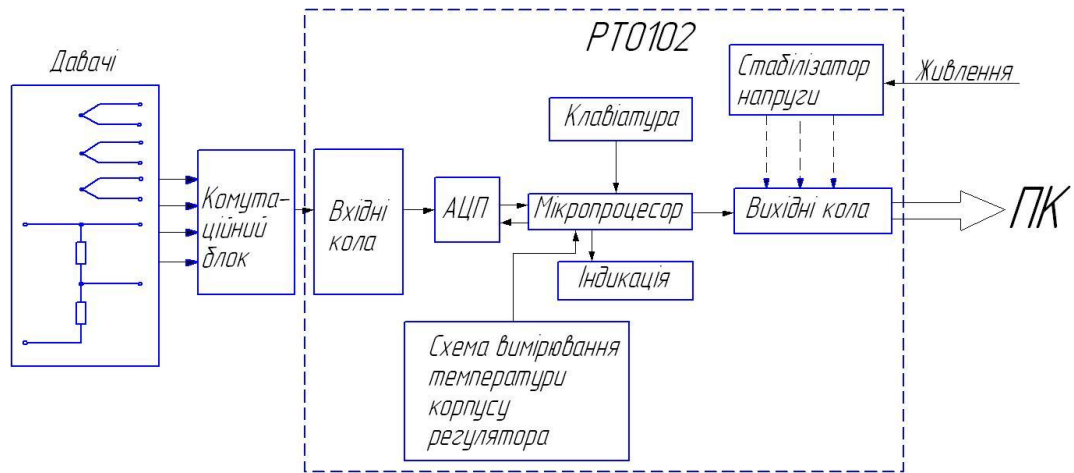 РТ0102
Давачі
Стабілізатор
напруги
Живлення
Клавіатура
Комута-
ційний
блок
Вхідні
кола
АЦП
Мікропроцесор
Вихідні кола
ПК
Індикація
Схема вимірювання
температури
корпусу
регулятора